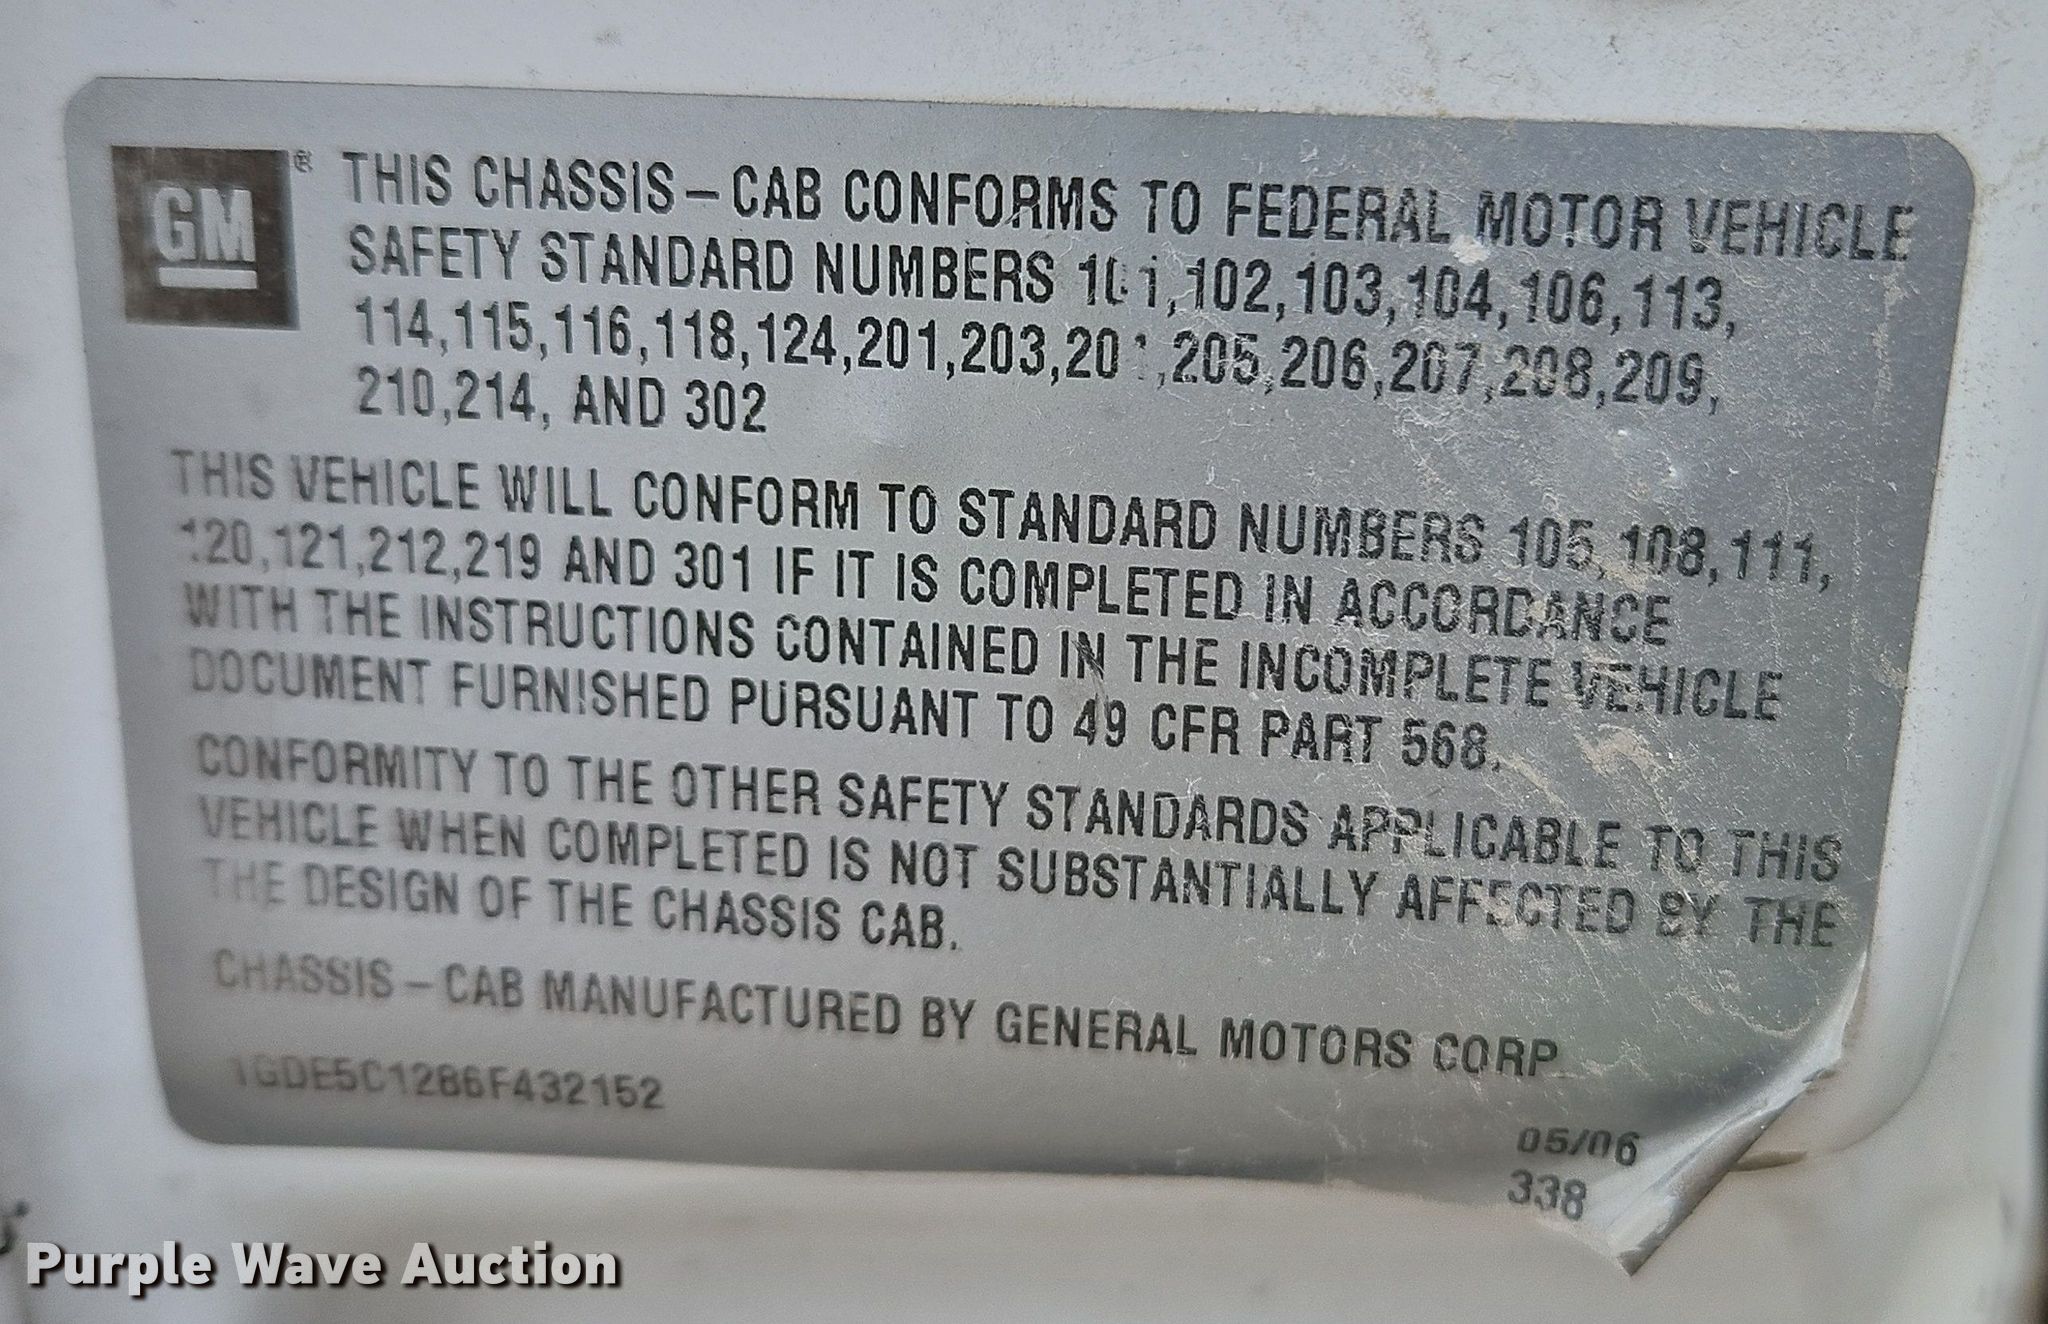 GM®
THIS CHASSIS-CAB CONFORMS TO FEDERAL MOTOR VEHICLE
SAFETY STANDARD NUMBERS 101,102,103,104,106,113,
114,115,116,118,124,201,203,20 ,205,206,207,208,209,
210,214, AND 302
THIS VEHICLE WILL CONFORM TO STANDARD NUMBERS 105,108,111,
120,121,212,219 AND 301 IF IT IS COMPLETED IN ACCORDANCE
WITH THE INSTRUCTIONS CONTAINED IN THE INCOMPLETE VEHICLE
DOCUMENT FURNISHED PURSUANT TO 49 CFR PART 568.
CONFORMITY TO THE OTHER SAFETY STANDARDS APPLICABLE TO THIS
VEHICLE WHEN COMPLETED IS NOT SUBSTANTIALLY AFFECTED BY THE
THE DESIGN OF THE CHASSIS CAB.
CHASSIS-CAB MANUFACTURED BY GENERAL MOTORS CORP
1GDE5C1286F432152
05/06
338
Purple Wave Auction